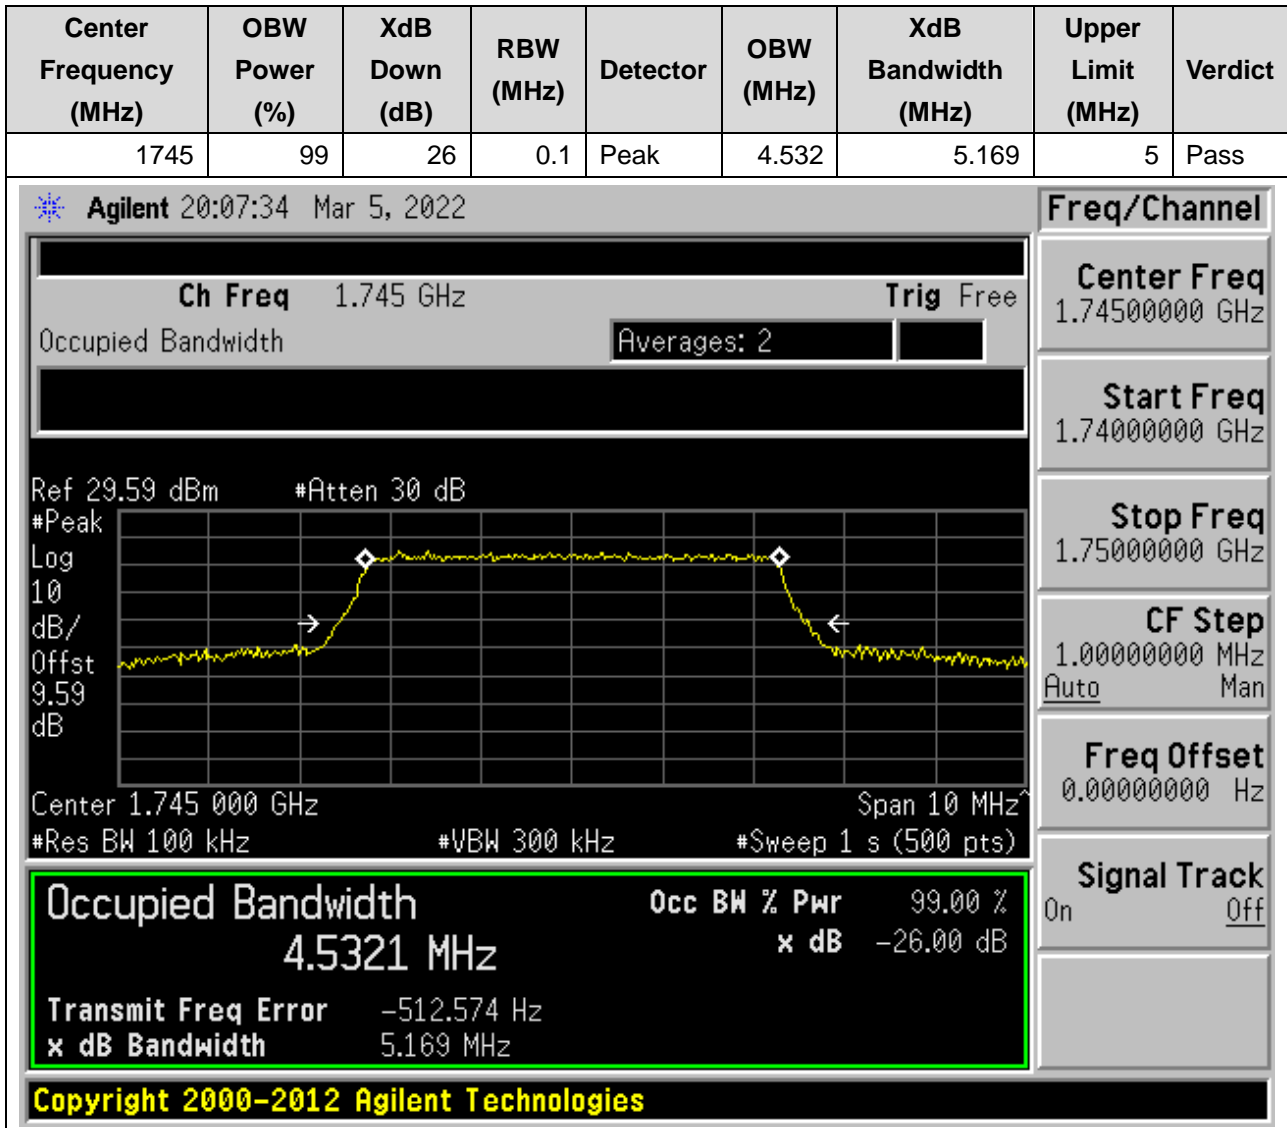 Center Frequency (MHz) OBW Power (%) XdB Down (dB) RBW (MHz) Detector OBW (MHz) XdB Bandwidth (MHz) Upper Limit (MHz) Verdict
1745 99 26 0.1 Peak 4.532 5.169 5 Pass
Agilent 20:07:34 Mar 5, 2022
Ch Freq 1.745 GHz Trig Free
Occupied Bandwidth Averages: 2
Ref 29.59 dBm #Atten 30 dB
#Peak
Log
10
dB/
Offst
9.59
dB
Center 1.745 000 GHz Span 10 MHz^
#Res BW 100 kHz #VBW 300 kHz #Sweep 1 s (500 pts)
Occupied Bandwidth Occ BW % Pwr 99.00 %
4.5321 MHz x dB -26.00 dB
Transmit Freq Error -512.574 Hz
x dB Bandwidth 5.169 MHz
Copyright 2000-2012 Agilent Technologies
Freq/Channel
Center Freq
1.74500000 GHz
Start Freq
1.74000000 GHz
Stop Freq
1.75000000 GHz
CF Step
1.00000000 MHz
Auto Man
Freq Offset
0.00000000 Hz
Signal Track
On Off